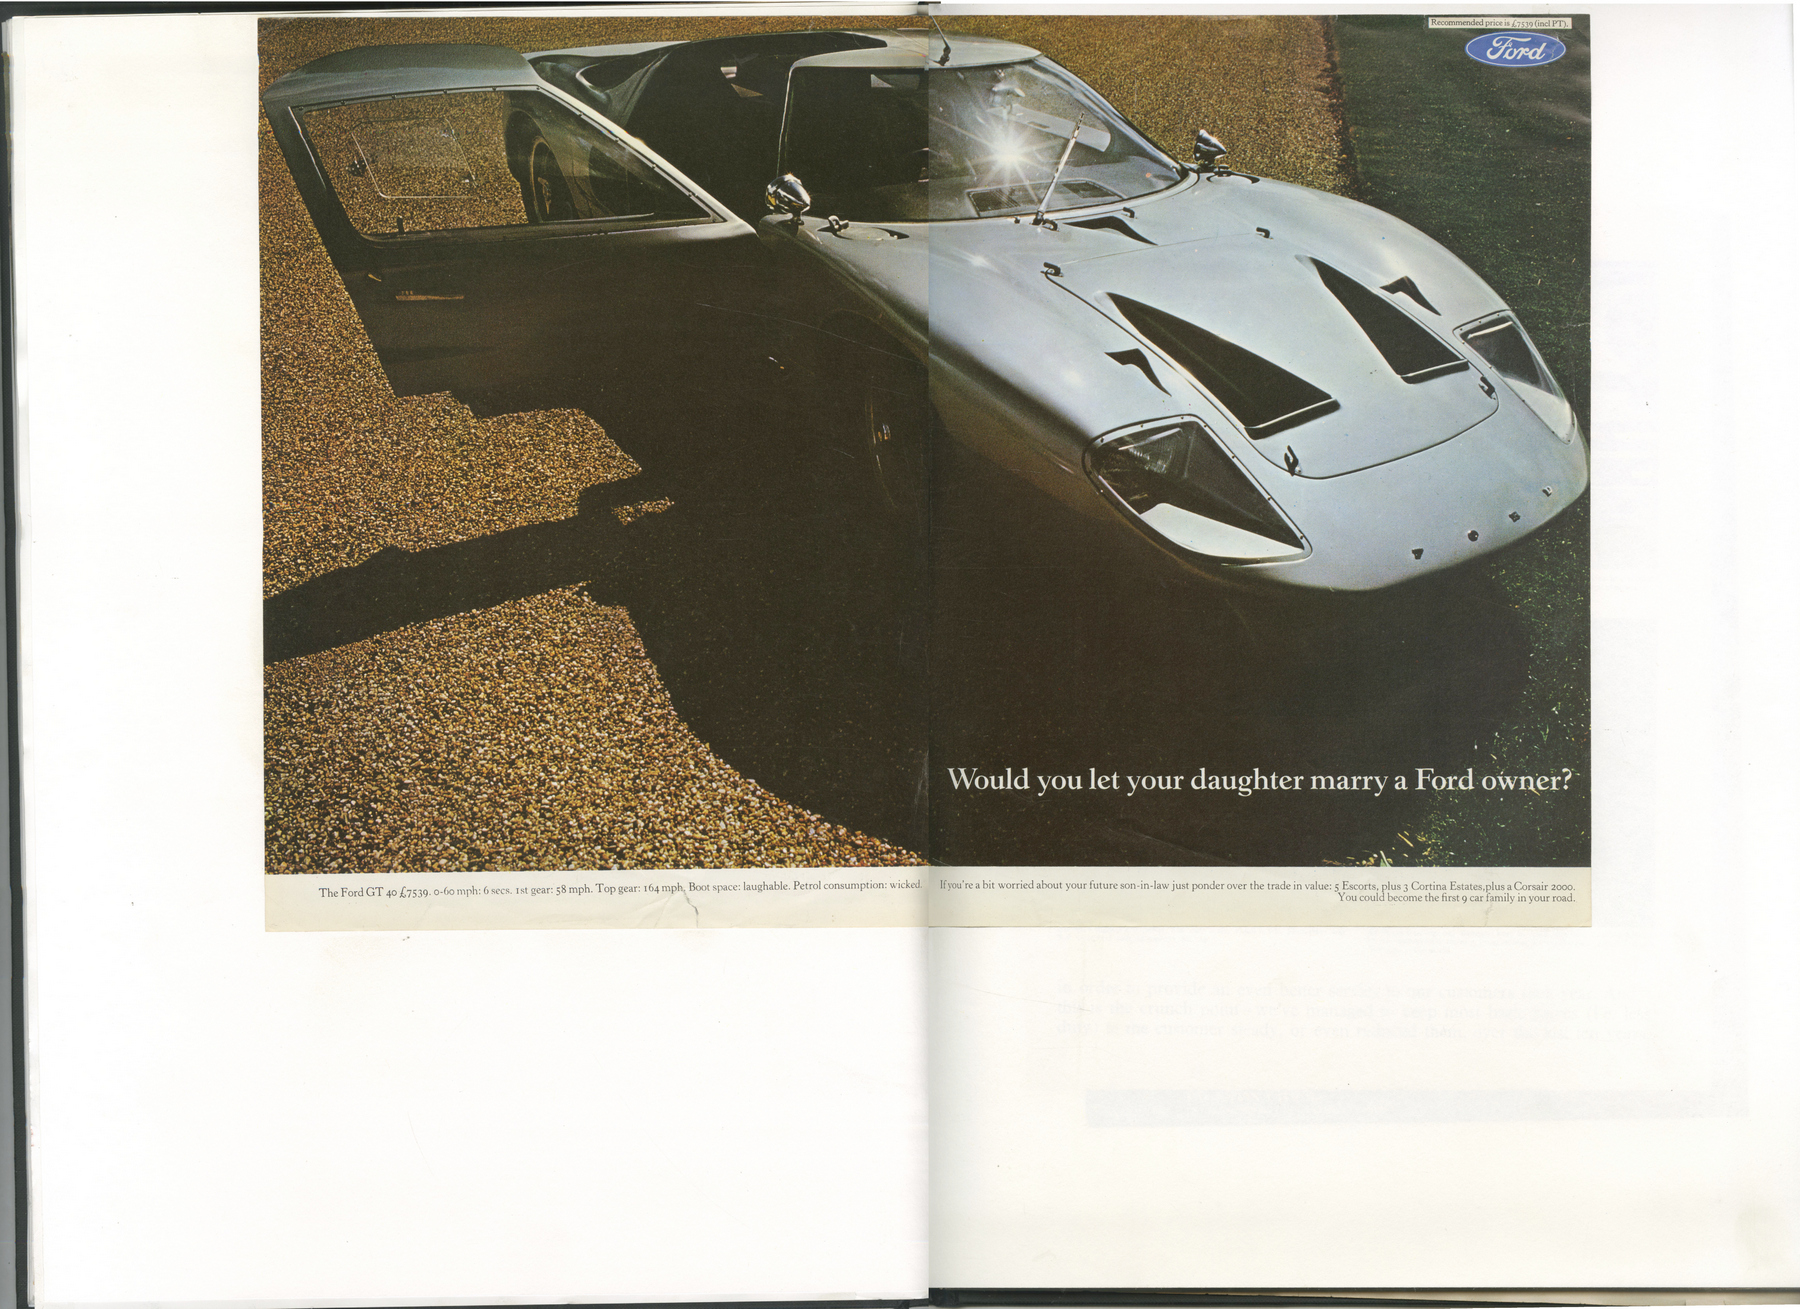 Recommended price is £7539 (incl PT).
Ford
FORD
Would you let your daughter marry a Ford owner?
The Ford GT 40 £7539. 0-60 mph: 6 secs. 1st gear: 58 mph. Top gear: 164 mph. Boot space: laughable. Petrol consumption: wicked. If you're a bit worried about your future son-in-law just ponder over the trade in value: 5 Escorts, plus 3 Cortina Estates, plus a Corsair 2000.
You could become the first 9 car family in your road.